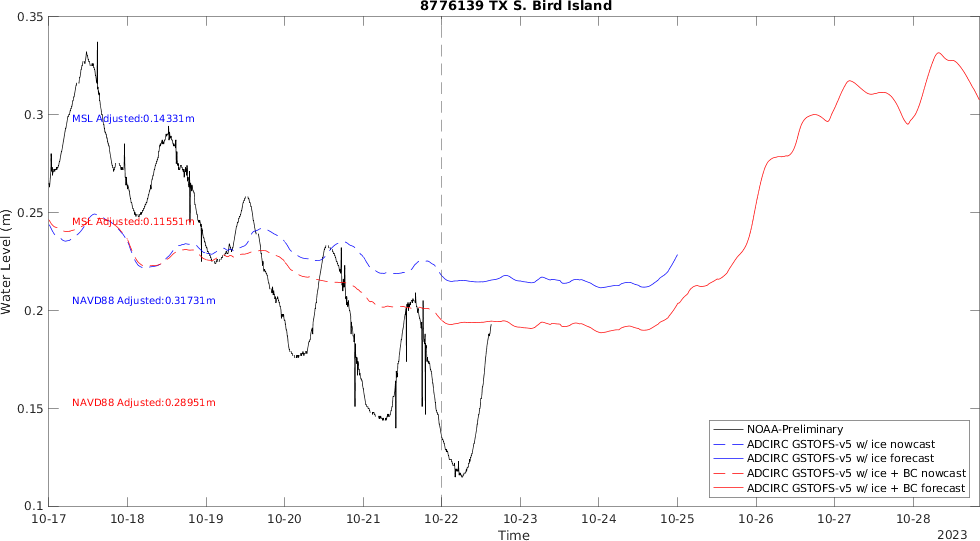 8776139 TX S. Bird Island
0.35
0.3
0.25
0.2
0.15
0.1
Water Level (m)
MSL Adjusted:0.14331m
MSL Adjusted:0.11551m
NAVD88 Adjusted:0.31731m
NAVD88 Adjusted:0.28951m
NOAA-Preliminary
ADCIRC GSTOFS-v5 w/ ice nowcast
ADCIRC GSTOFS-v5 w/ ice forecast
ADCIRC GSTOFS-v5 w/ ice + BC nowcast
ADCIRC GSTOFS-v5 w/ ice + BC forecast
10-17 10-18 10-19 10-20 10-21 10-22 10-23 10-24 10-25 10-26 10-27 10-28
Time
2023